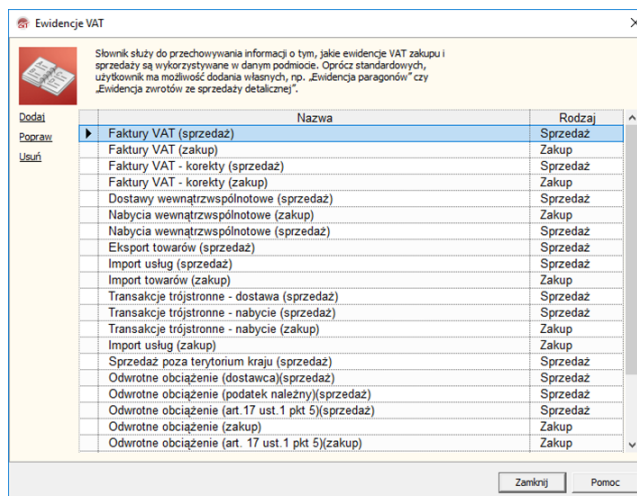 Ewidencje VAT
Słownik służy do przechowywania informacji o tym, jakie ewidencje VAT zakupu i
sprzedaży są wykorzystywane w danym podmiocie. Oprócz standardowych,
użytkownik ma możliwość dodania własnych, np. „Ewidencja paragonów” czy
„Ewidencja zwrotów ze sprzedaży detalicznej”.
Dodaj
Popraw
Usuń
Nazwa Rodzaj
Faktury VAT (sprzedaż) Sprzedaż
Faktury VAT (zakup) Zakup
Faktury VAT - korekty (sprzedaż) Sprzedaż
Faktury VAT - korekty (zakup) Zakup
Dostawy wewnątrzwspólnotowe (sprzedaż) Sprzedaż
Nabycia wewnątrzwspólnotowe (zakup) Zakup
Nabycia wewnątrzwspólnotowe (sprzedaż) Sprzedaż
Eksport towarów (sprzedaż) Sprzedaż
Import usług (sprzedaż) Sprzedaż
Import towarów (zakup) Zakup
Transakcje trójstronne - dostawa (sprzedaż) Sprzedaż
Transakcje trójstronne - nabycie (sprzedaż) Sprzedaż
Transakcje trójstronne - nabycie (zakup) Zakup
Import usług (zakup) Zakup
Sprzedaż poza terytorium kraju (sprzedaż) Sprzedaż
Odwrotne obciążenie (dostawca)(sprzedaż) Sprzedaż
Odwrotne obciążenie (podatek należny)(sprzedaż) Sprzedaż
Odwrotne obciążenie (art.17 ust.1 pkt 5)(sprzedaż) Sprzedaż
Odwrotne obciążenie (zakup) Zakup
Odwrotne obciążenie (art. 17 ust.1 pkt 5)(zakup) Zakup
Zamknij Pomoc